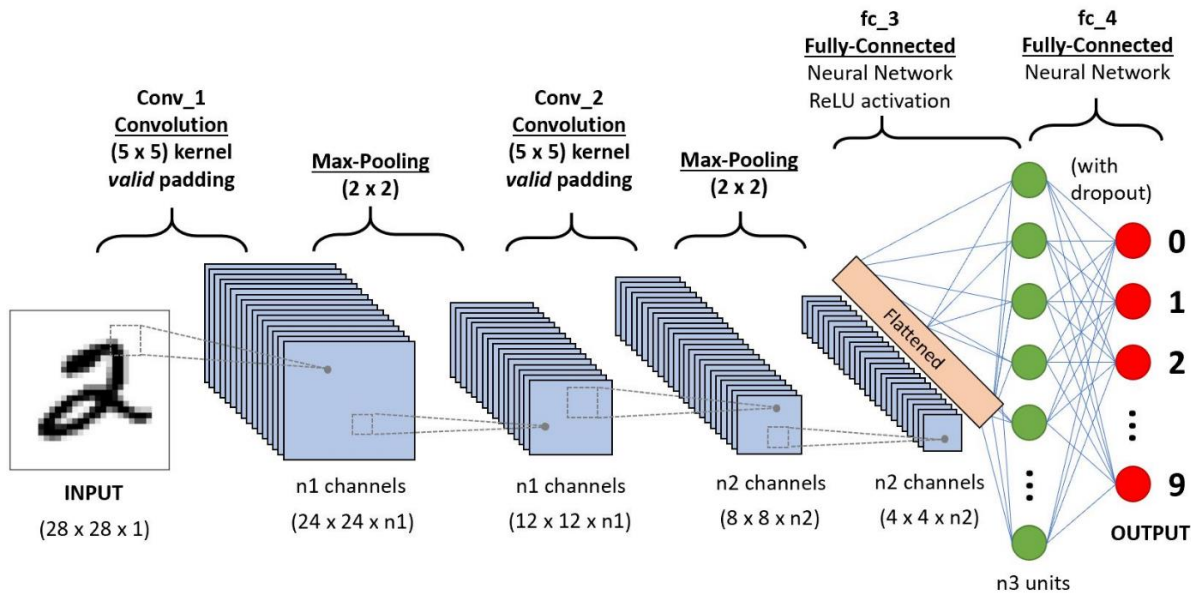 Conv_1
Convolution
(5 x 5) kernel
valid padding
Max-Pooling
(2 x 2)
Conv_2
Convolution
(5 x 5) kernel
valid padding
Max-Pooling
(2 x 2)
fc_3
Fully-Connected
Neural Network
ReLU activation
fc_4
Fully-Connected
Neural Network
(with
dropout)
INPUT
(28 x 28 x 1)
n1 channels
(24 x 24 x n1)
n1 channels
(12 x 12 x n1)
n2 channels
(8 x 8 x n2)
n2 channels
(4 x 4 x n2)
Flattened
n3 units
0
1
2
9
OUTPUT
2